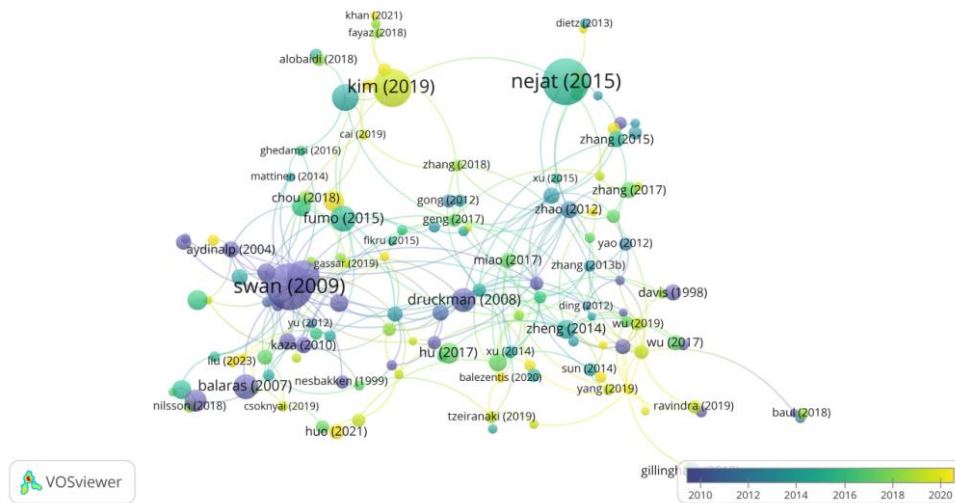 khan (2021)
dietz (2013)
fayaz (2018)
alobaidi (2018)
kim (2019)
nejat (2015)
cai (2019)
zhang (2015)
ghedamsi (2016)
zhang (2018)
mattinen (2014)
xu (2015)
zhang (2017)
chou (2018)
gong (2012)
zhao (2012)
fumo (2015)
geng (2017)
fikru (2015)
yao (2012)
aydinalp (2004)
gassar (2019)
miao (2017)
zhang (2013b)
swan (2009)
druckman (2008)
davis (1998)
ding (2012)
yu (2012)
zheng (2014)
wu (2019)
kaza (2010)
wu (2017)
liu (2023)
hu (2017)
xu (2014)
sun (2014)
balaras (2007)
nesbakken (1999)
balezentis (2020)
yang (2019)
nilsson (2018)
csoknyai (2019)
tzeiranaki (2019)
ravindra (2019)
baul (2018)
huo (2021)
VOSviewer
2010 2012 2014 2016 2018 2020